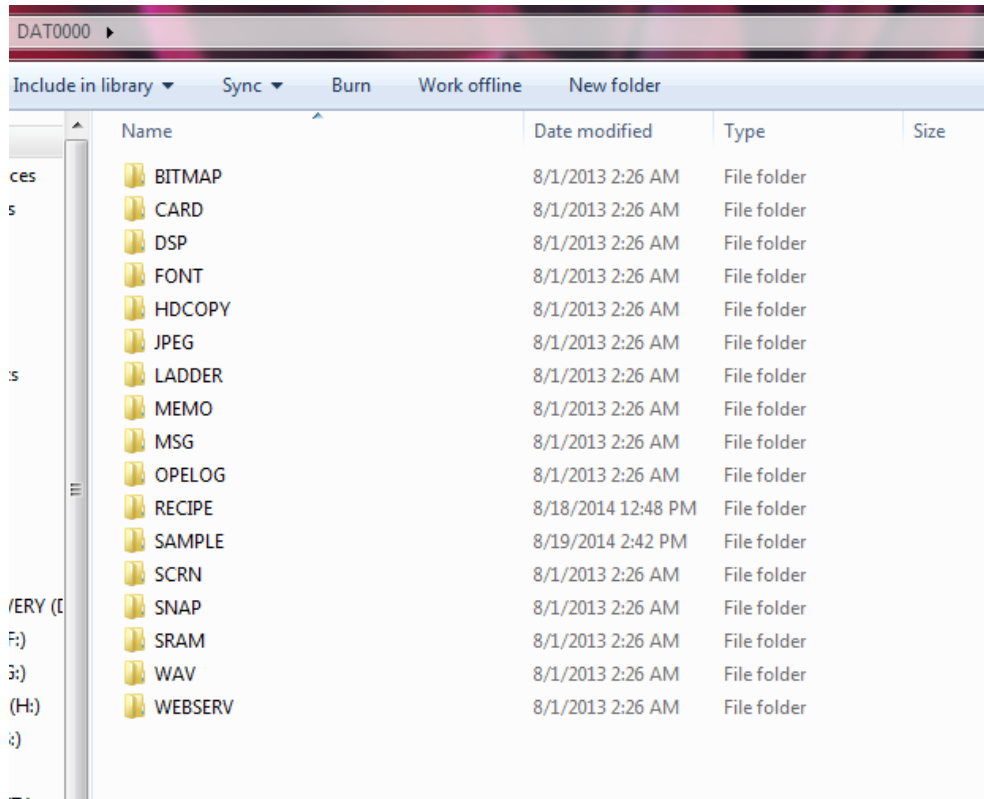 DAT0000
Include in library Sync Burn Work offline New folder
Name Date modified Type Size
BITMAP 8/1/2013 2:26 AM File folder
CARD 8/1/2013 2:26 AM File folder
DSP 8/1/2013 2:26 AM File folder
FONT 8/1/2013 2:26 AM File folder
HDCOPY 8/1/2013 2:26 AM File folder
JPEG 8/1/2013 2:26 AM File folder
LADDER 8/1/2013 2:26 AM File folder
MEMO 8/1/2013 2:26 AM File folder
MSG 8/1/2013 2:26 AM File folder
OPELOG 8/1/2013 2:26 AM File folder
RECIPE 8/18/2014 12:48 PM File folder
SAMPLE 8/19/2014 2:42 PM File folder
SCRN 8/1/2013 2:26 AM File folder
SNAP 8/1/2013 2:26 AM File folder
SRAM 8/1/2013 2:26 AM File folder
WAV 8/1/2013 2:26 AM File folder
(H:) WEBSERV 8/1/2013 2:26 AM File folder